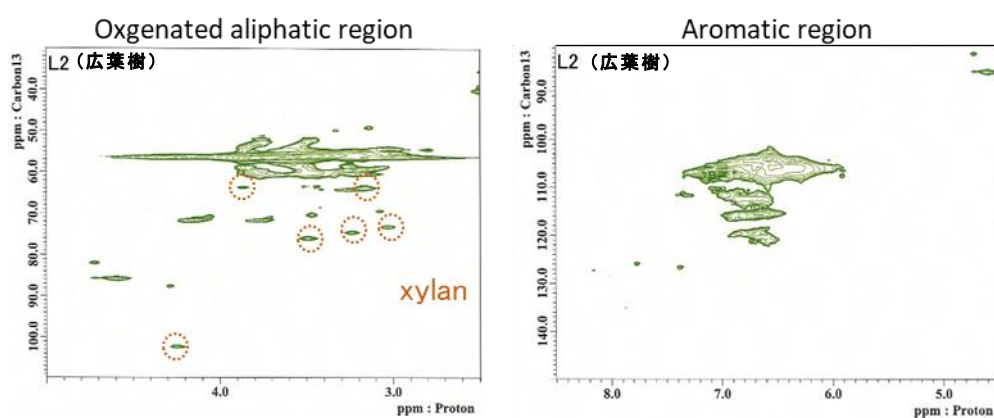 Oxgenated aliphatic region
L2（広葉樹）
ppm : Carbon13
40.0
50.0
60.0
70.0
80.0
90.0
100.0
xylan
4.0
3.0
ppm : Proton
Aromatic region
L2 （広葉樹）
ppm : Carbon13
90.0
100.0
110.0
120.0
130.0
140.0
8.0
7.0
6.0
5.0
ppm : Proton